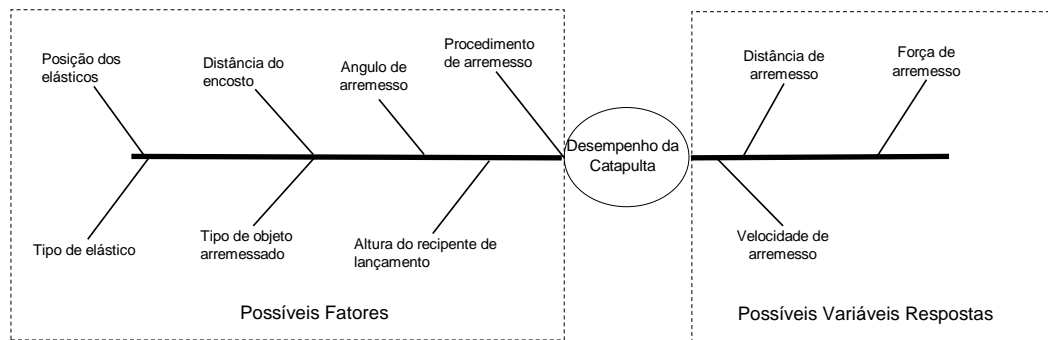 Posição dos
elásticos
Distância do
encosto
Angulo de
arremesso
Procedimento
de arremesso
Distância de
arremesso
Força de
arremesso
Desempenho da
Catapulta
Tipo de elástico
Tipo de objeto
arremessado
Altura do recipente de
lançamento
Velocidade de
arremesso
Possíveis Fatores
Possíveis Variáveis Respostas